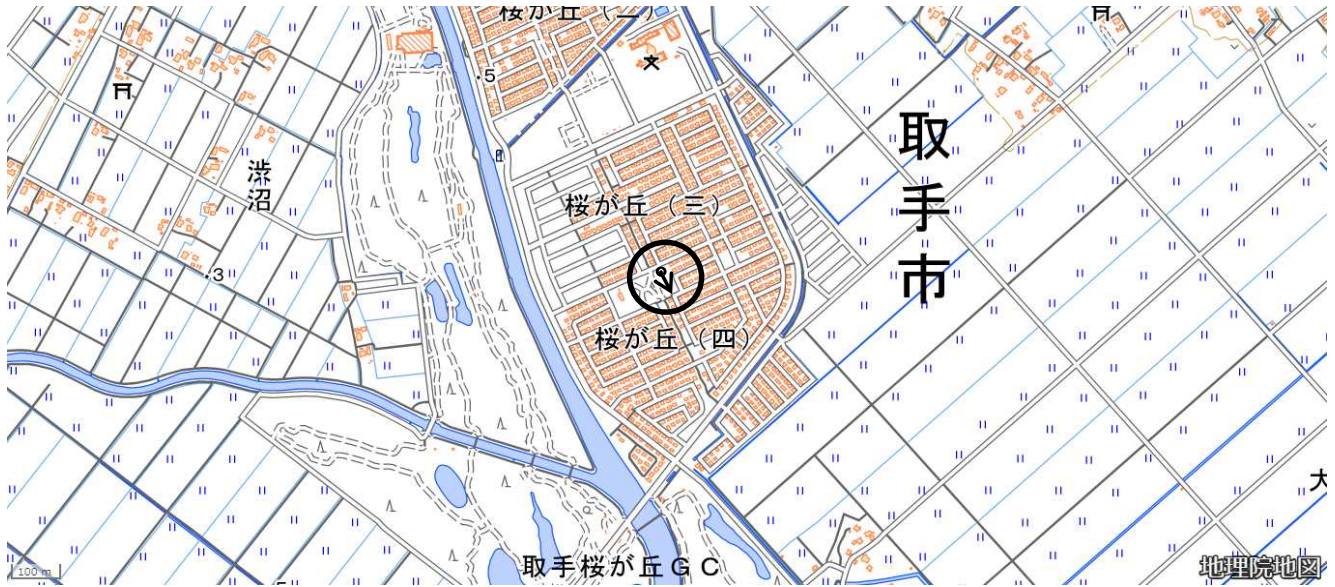 桜が丘(二)
・5
取手市
渋沼
桜が丘(三)
・3
桜が丘(四)
大
取手桜が丘GC
100 m
地理院地図